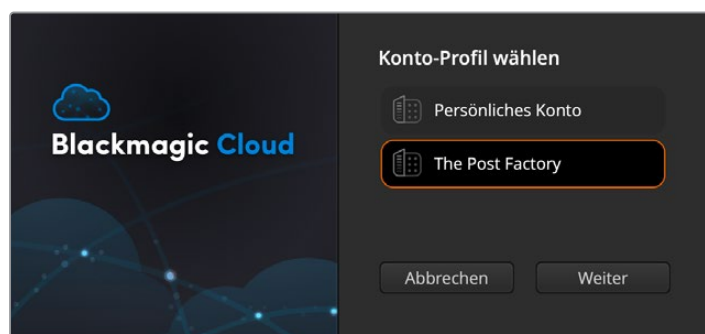 Blackmagic Cloud
Konto-Profil wählen
Persönliches Konto
The Post Factory
Abbrechen
Weiter